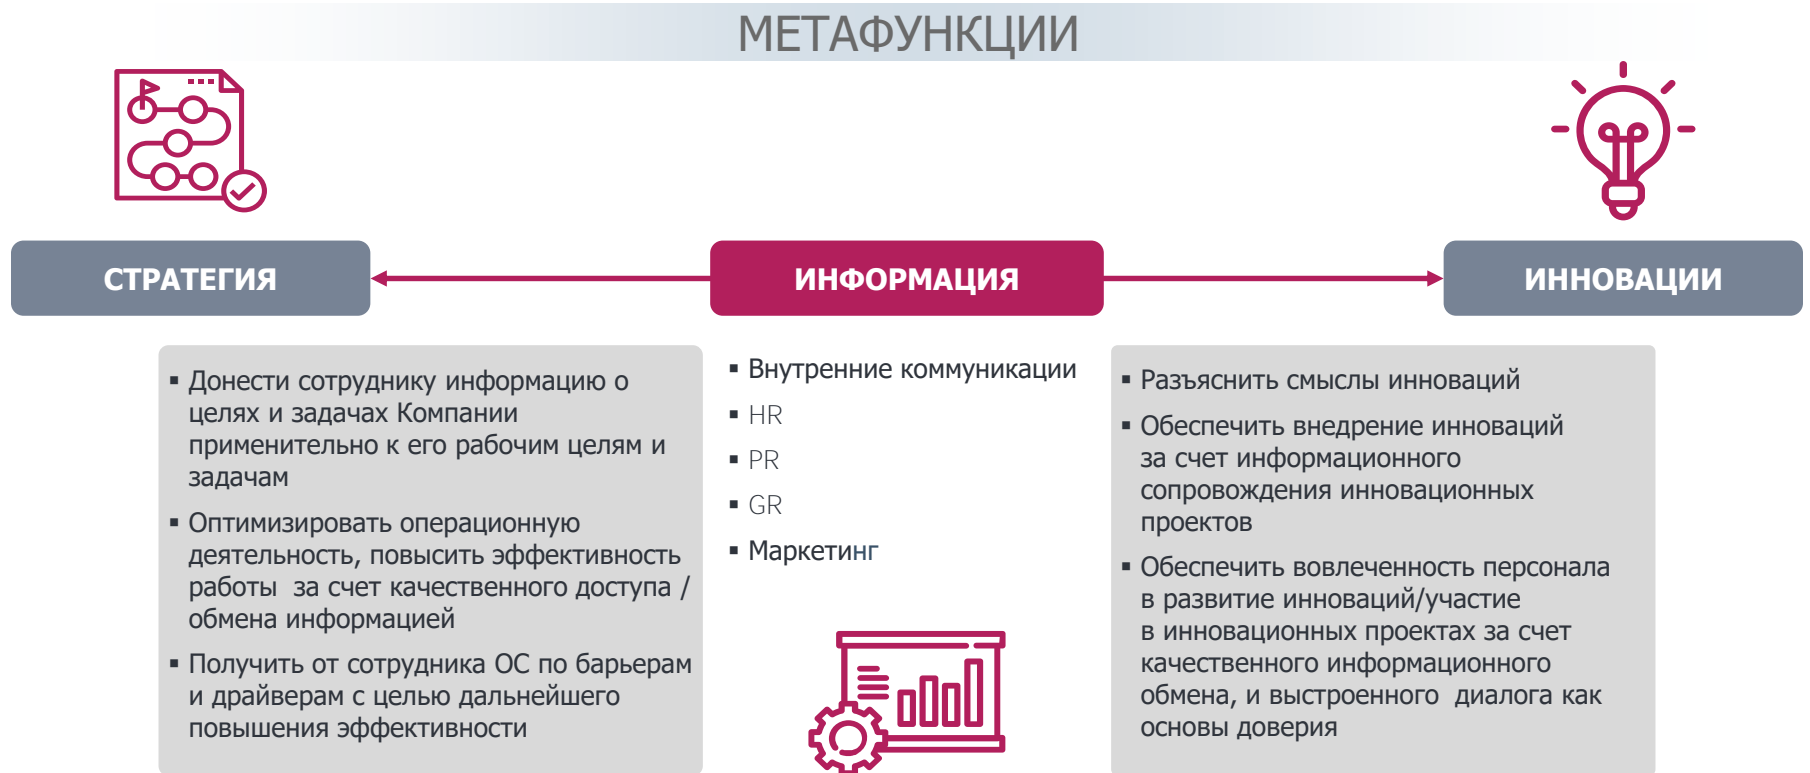 МЕТАФУНКЦИИ
СТРАТЕГИЯ
ИНФОРМАЦИЯ
ИННОВАЦИИ
▪ Донести сотруднику информацию о
целях и задачах Компании
применительно к его рабочим целям и
задачам
▪ Оптимизировать операционную
деятельность, повысить эффективность
работы за счет качественного доступа /
обмена информацией
▪ Получить от сотрудника ОС по барьерам
и драйверам с целью дальнейшего
повышения эффективности
▪ Внутренние коммуникации
▪ HR
▪ PR
▪ GR
▪ Маркетинг
▪ Разъяснить смыслы инноваций
▪ Обеспечить внедрение инноваций
за счет информационного
сопровождения инновационных
проектов
▪ Обеспечить вовлеченность персонала
в развитие инноваций/участие
в инновационных проектах за счет
качественного информационного
обмена, и выстроенного диалога как
основы доверия